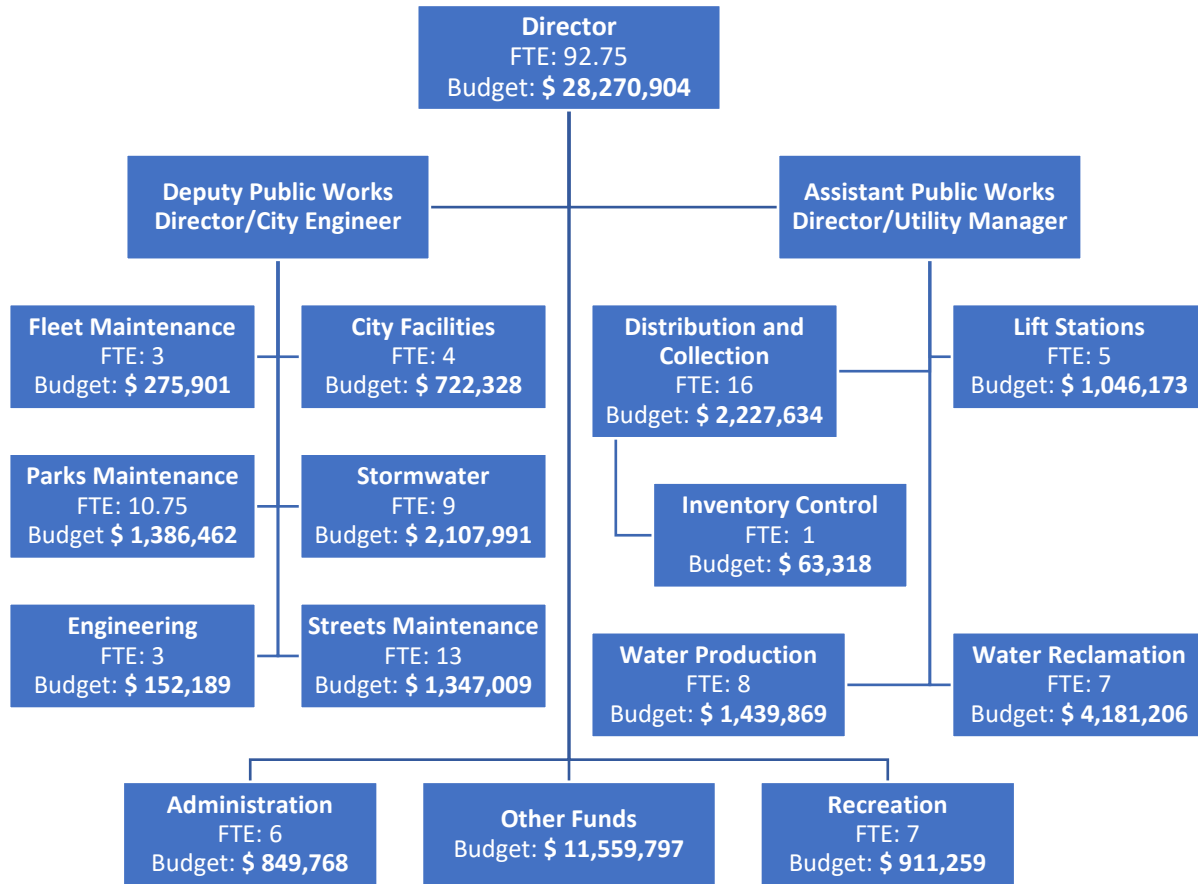 Director
FTE: 92.75
Budget: $ 28,270,904
Deputy Public Works
Director/City Engineer
Assistant Public Works
Director/Utility Manager
Fleet Maintenance
FTE: 3
Budget: $ 275,901
City Facilities
FTE: 4
Budget: $ 722,328
Distribution and
Collection
FTE: 16
Budget: $ 2,227,634
Lift Stations
FTE: 5
Budget: $ 1,046,173
Parks Maintenance
FTE: 10.75
Budget $ 1,386,462
Stormwater
FTE: 9
Budget: $ 2,107,991
Inventory Control
FTE:  1
Budget: $ 63,318
Engineering
FTE: 3
Budget: $ 152,189
Streets Maintenance
FTE: 13
Budget: $ 1,347,009
Water Production
FTE: 8
Budget: $ 1,439,869
Water Reclamation
FTE: 7
Budget: $ 4,181,206
Administration
FTE: 6
Budget: $ 849,768
Other Funds
Budget: $ 11,559,797
Recreation
FTE: 7
Budget: $ 911,259